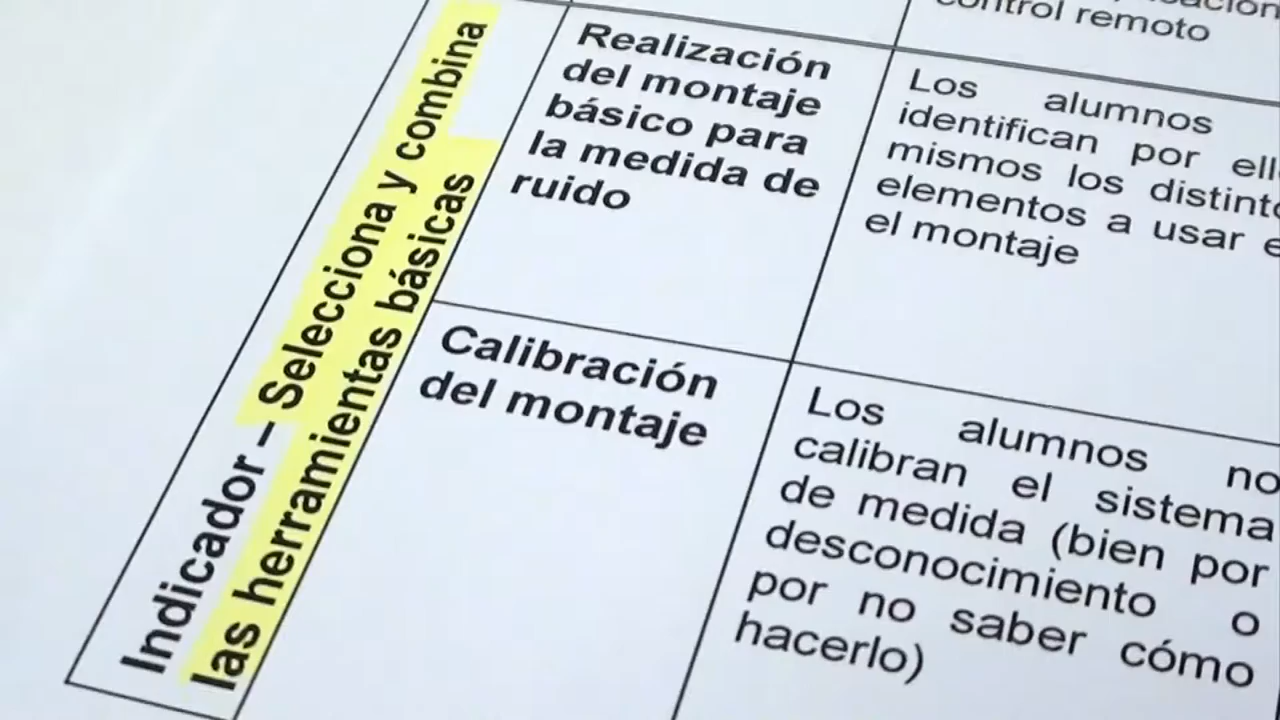 Indicador – Selecciona y combina
las herramientas básicas
Realización
del montaje
básico para
la medida de
ruido
control remoto
Los alumnos
identifican por
mismos los
elementos a usar
el montaje
Calibración
del montaje
Los alumnos no
calibran el sistema
de medida (bien por
desconocimiento o
por no saber cómo
hacerlo)